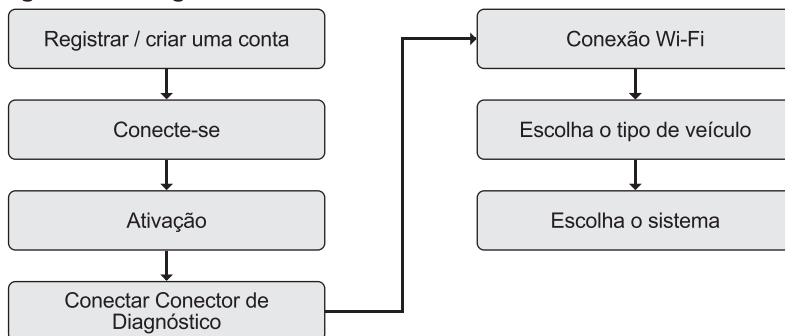 Registrar / criar uma conta
Conecte-se
Ativação
Conectar Conector de
Diagnóstico
Conexão Wi-Fi
Escolha o tipo de veículo
Escolha o sistema